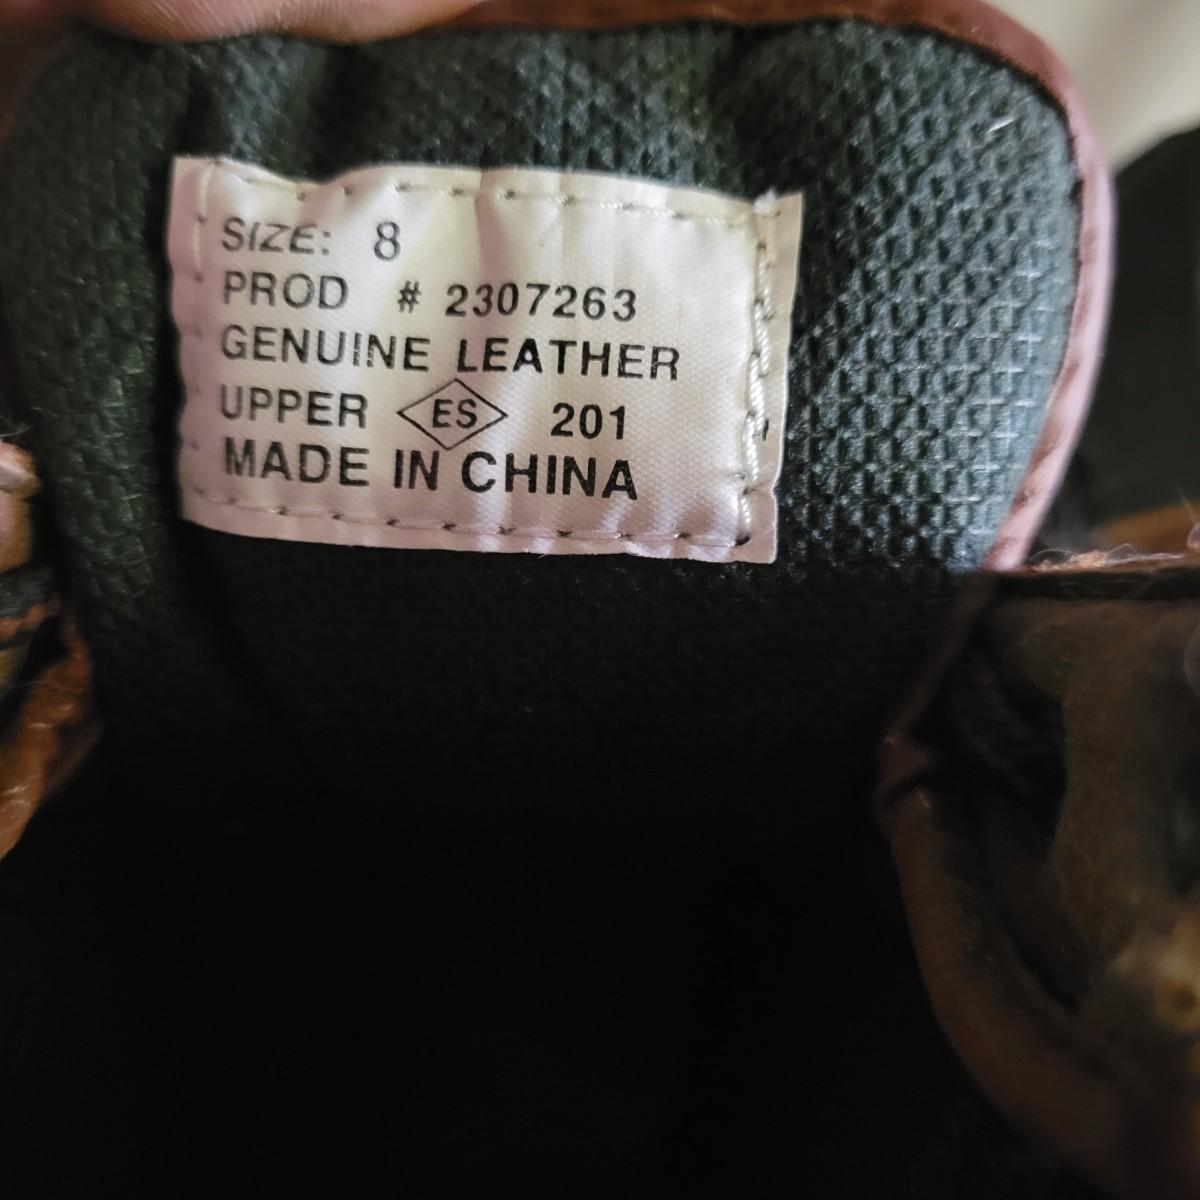 SIZE: 8
PROD # 2307263
GENUINE LEATHER
UPPER ES 201
MADE IN CHINA